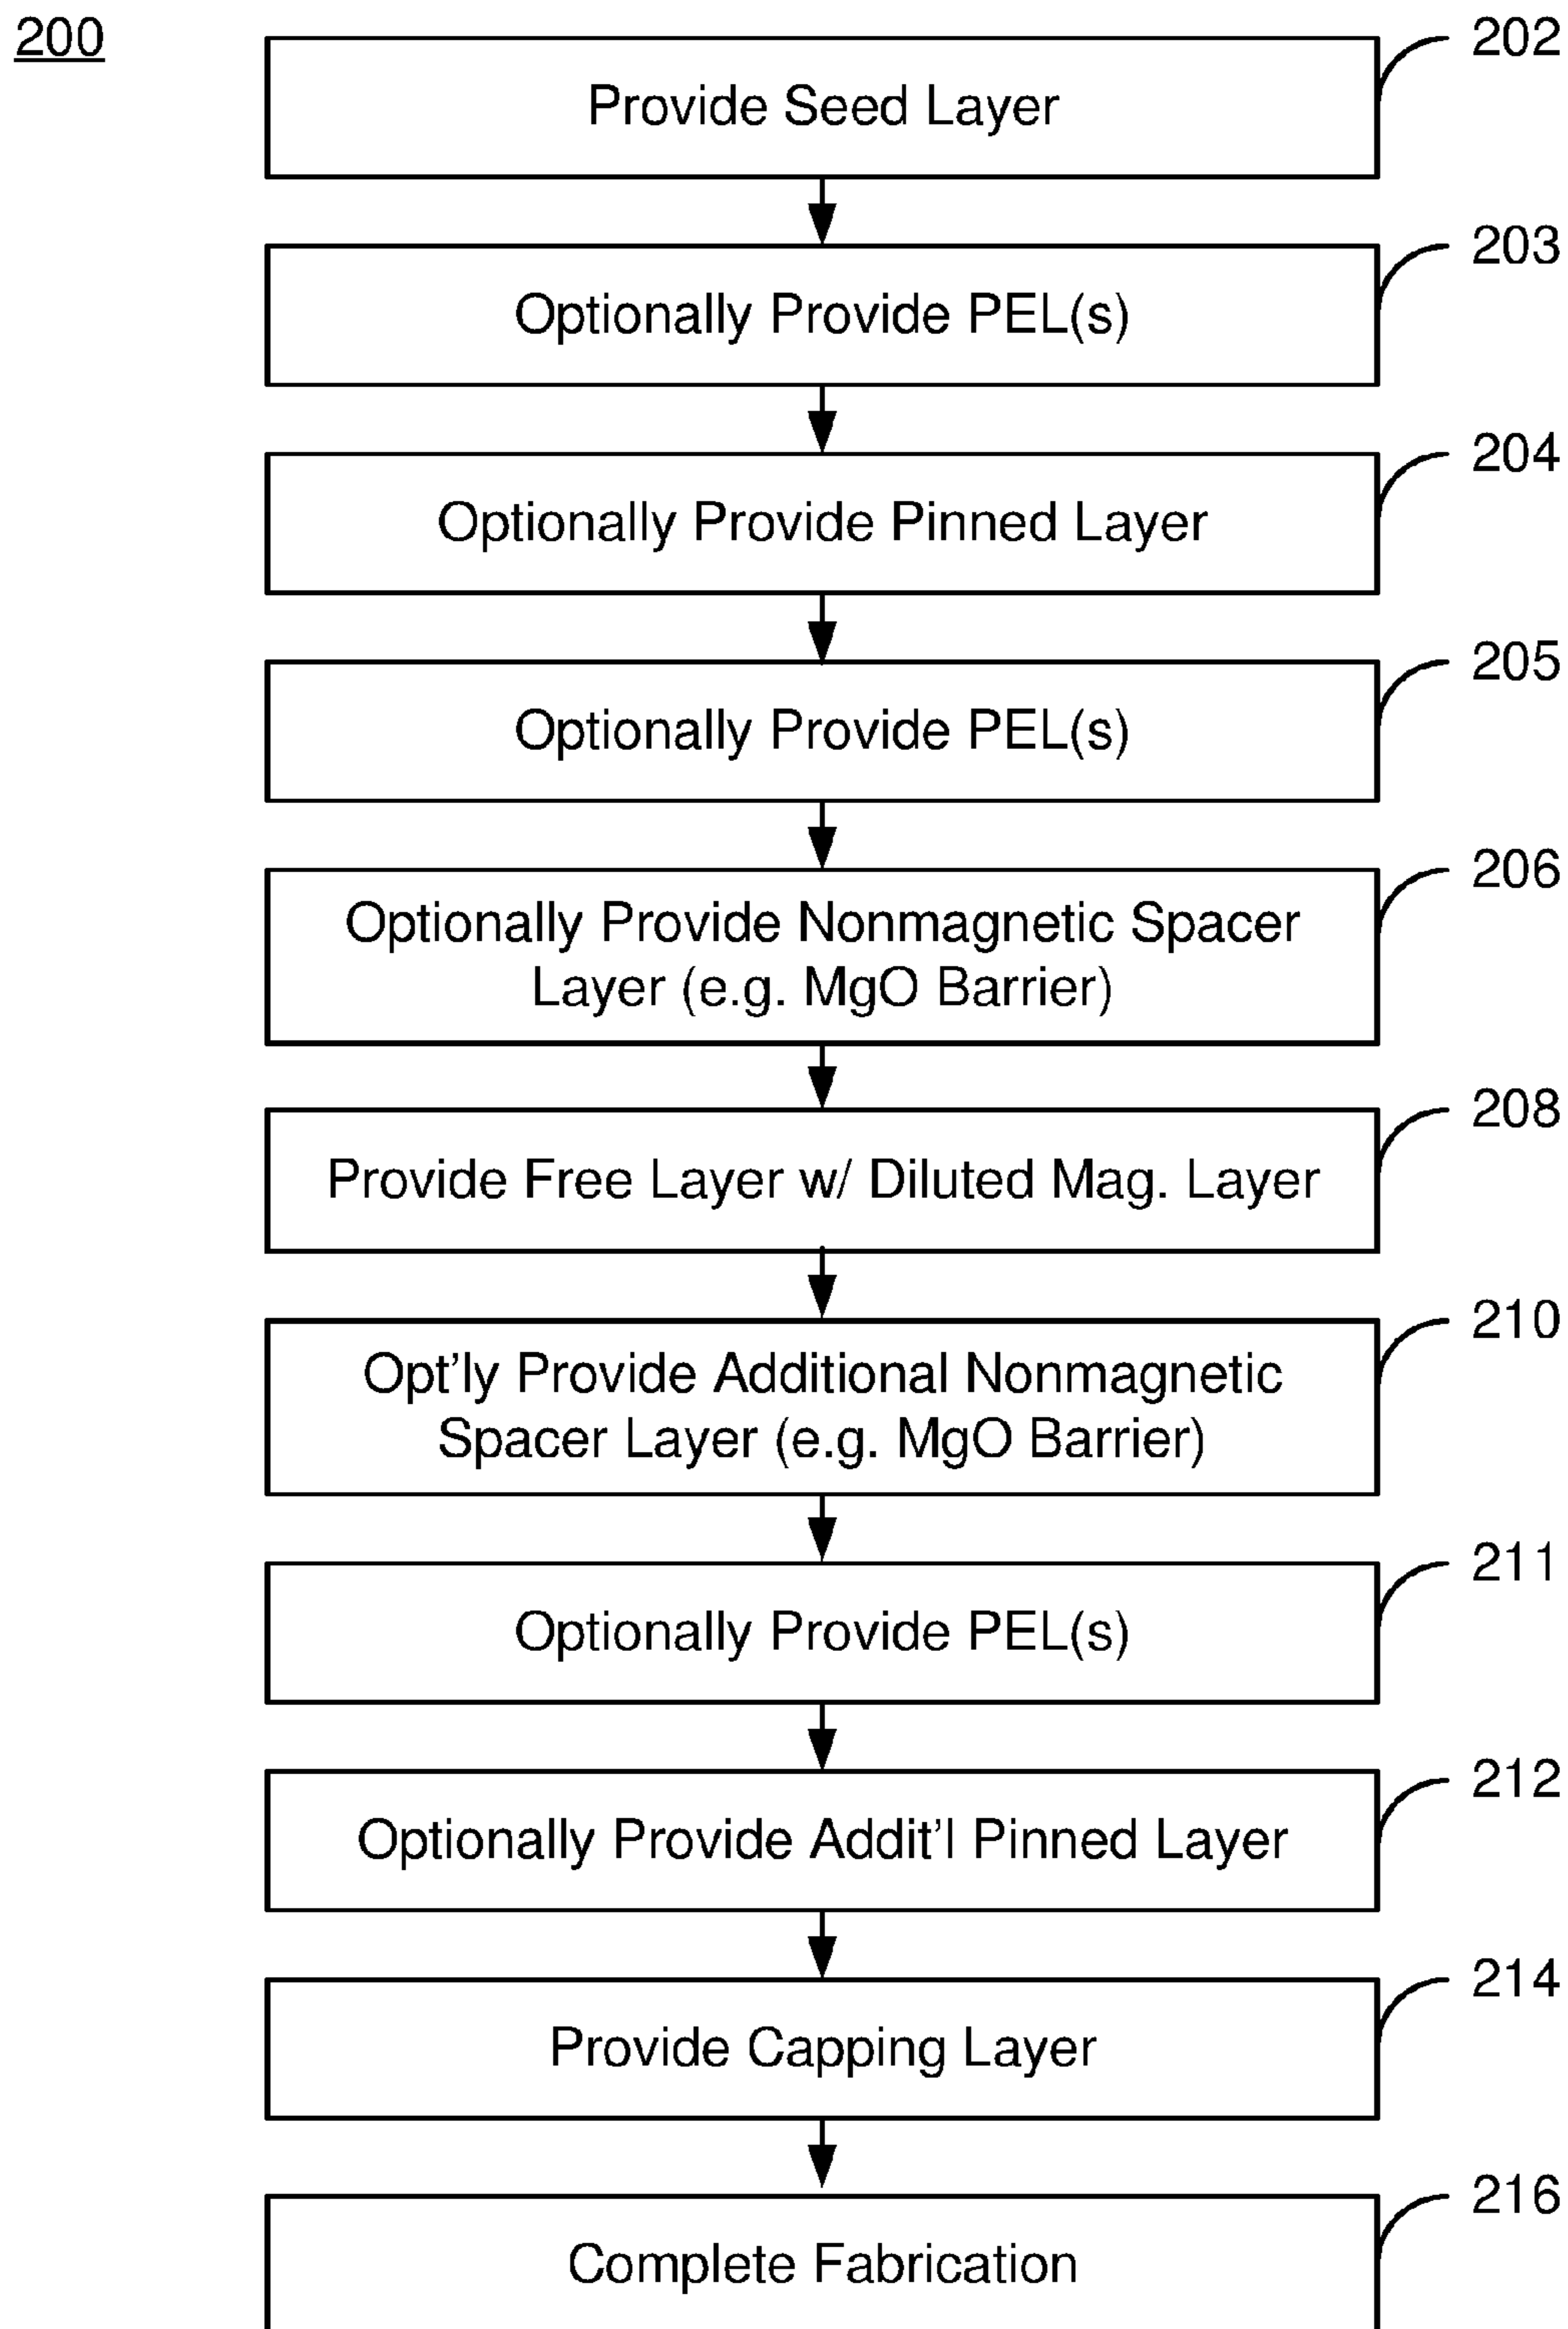 200
202
Provide Seed Layer
203
Optionally Provide PEL(s)
204
Optionally Provide Pinned Layer
205
Optionally Provide PEL(s)
206
Optionally Provide Nonmagnetic Spacer
Layer (e.g. MgO Barrier)
208
Provide Free Layer w/ Diluted Mag. Layer
210
Opt'ly Provide Additional Nonmagnetic
Spacer Layer (e.g. MgO Barrier)
211
Optionally Provide PEL(s)
212
Optionally Provide Addit'l Pinned Layer
214
Provide Capping Layer
216
Complete Fabrication